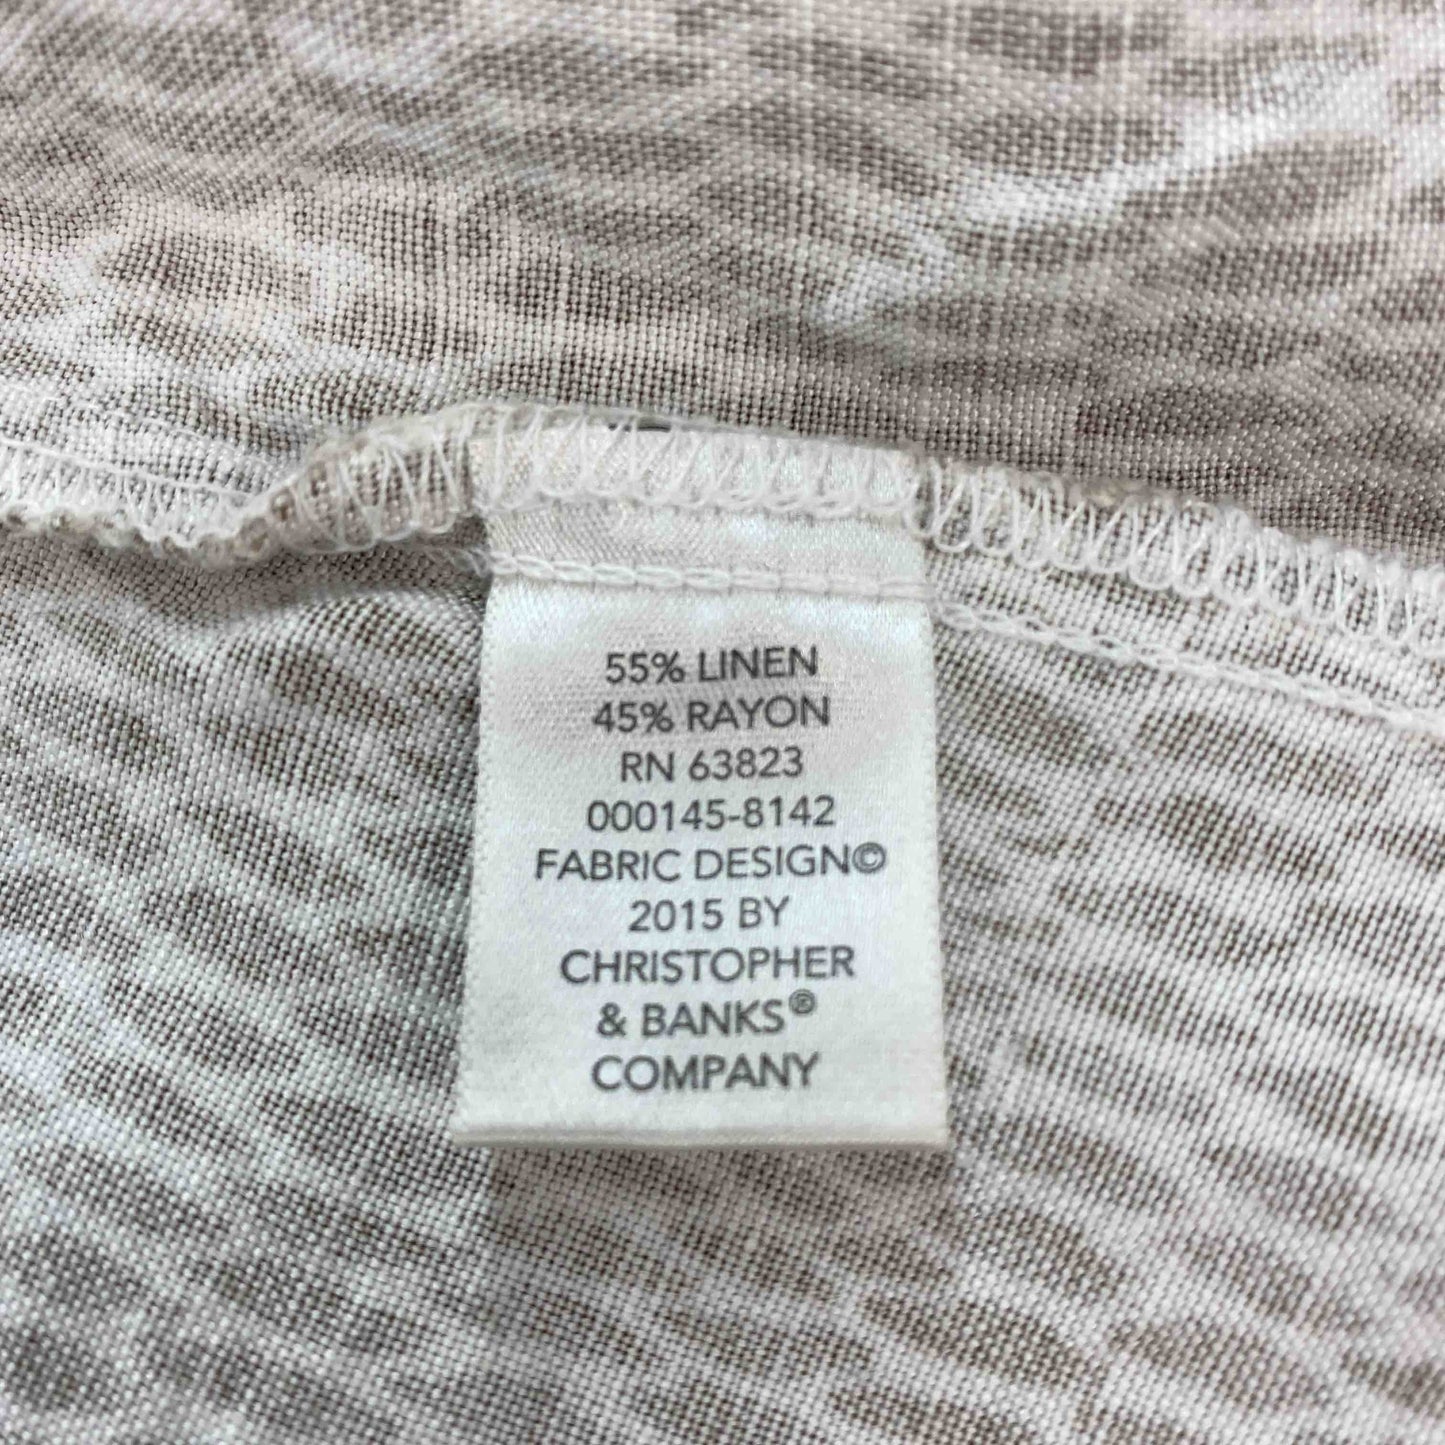 55% LINEN
45% RAYON
RN 63823
000145-8142
FABRIC DESIGN©
2015 BY
CHRISTOPHER
& BANKS®
COMPANY